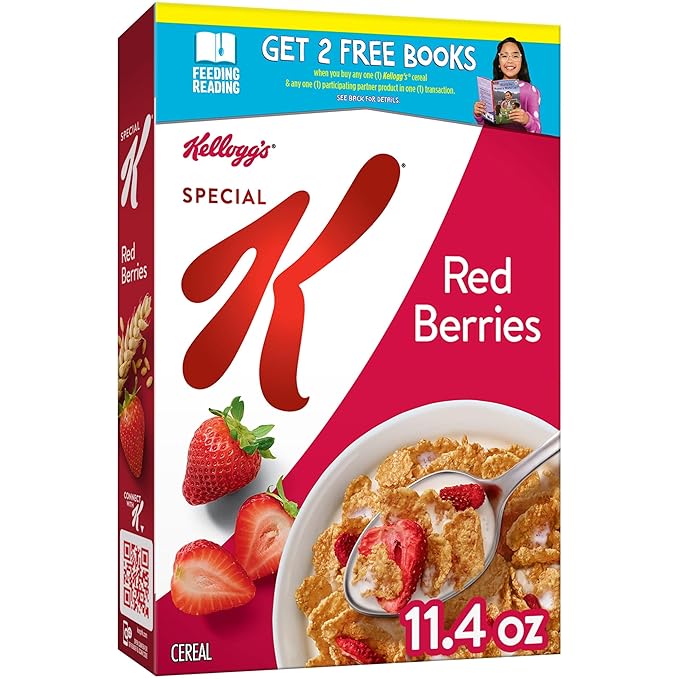 FEEDING
READING
GET 2 FREE BOOKS
when you buy any one (1) Kellogg's® cereal
& any one (1) participating partner product in one (1) transaction.
SEE BACK FOR DETAILS.
Kellogg's®
SPECIAL
K®
Red
Berries
11.4 oz
CEREAL
SPECIAL
K
Red
Berries
CONNECT
WITH K